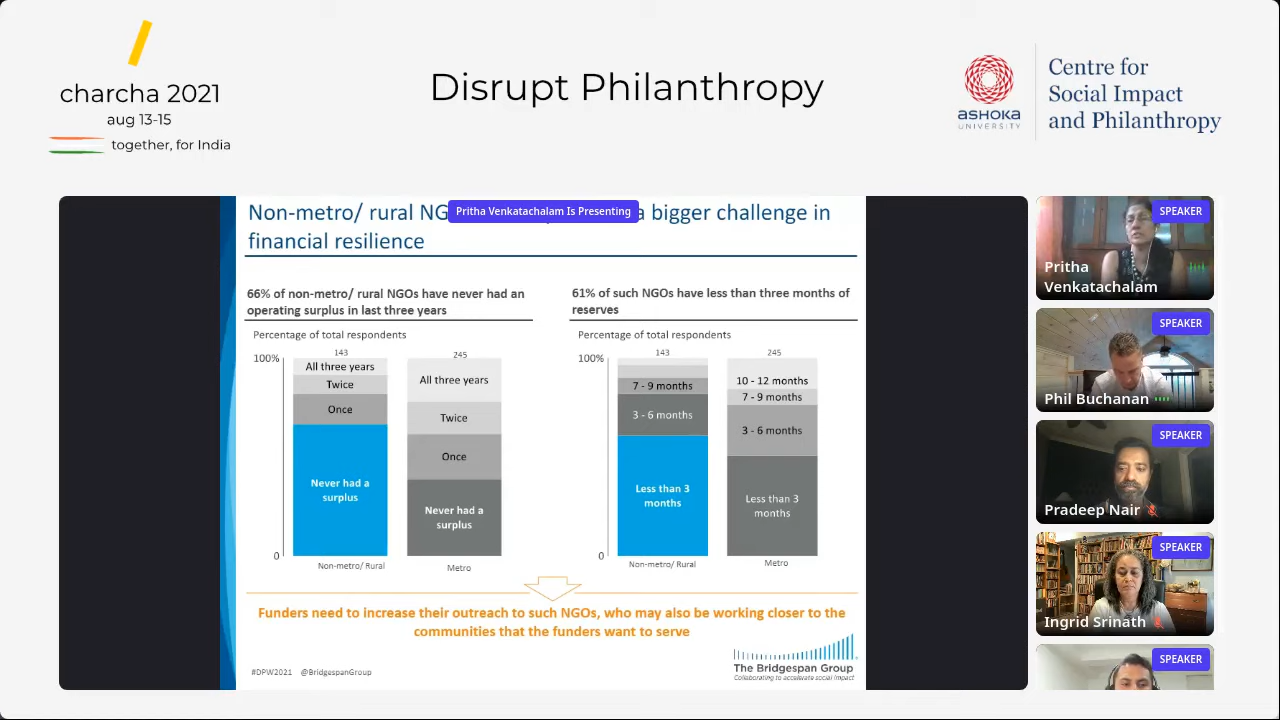 charcha 2021
aug 13-15
together, for India
Disrupt Philanthropy
ASHOKA
UNIVERSITY
Centre for
Social Impact
and Philanthropy
Pritha Venkatachalam Is Presenting
Non-metro/ rural NG a bigger challenge in
financial resilience
66% of non-metro/ rural NGOs have never had an
operating surplus in last three years
Percentage of total respondents
100%
143
245
All three years
Twice
Once
Never had a
surplus
All three years
Twice
Once
Never had a
surplus
0
Non-metro/ Rural
Metro
61% of such NGOs have less than three months of
reserves
Percentage of total respondents
100%
143
245
7 - 9 months
3 - 6 months
Less than 3
months
10 - 12 months
7 - 9 months
3 - 6 months
Less than 3
months
0
Non-metro/ Rural
Metro
Funders need to increase their outreach to such NGOs, who may also be working closer to the
communities that the funders want to serve
#DPW2021 @BridgespanGroup
The Bridgespan Group
Collaborating to accelerate social impact
SPEAKER
Pritha
Venkatachalam
SPEAKER
Phil Buchanan
SPEAKER
Pradeep Nair
SPEAKER
Ingrid Srinath
SPEAKER